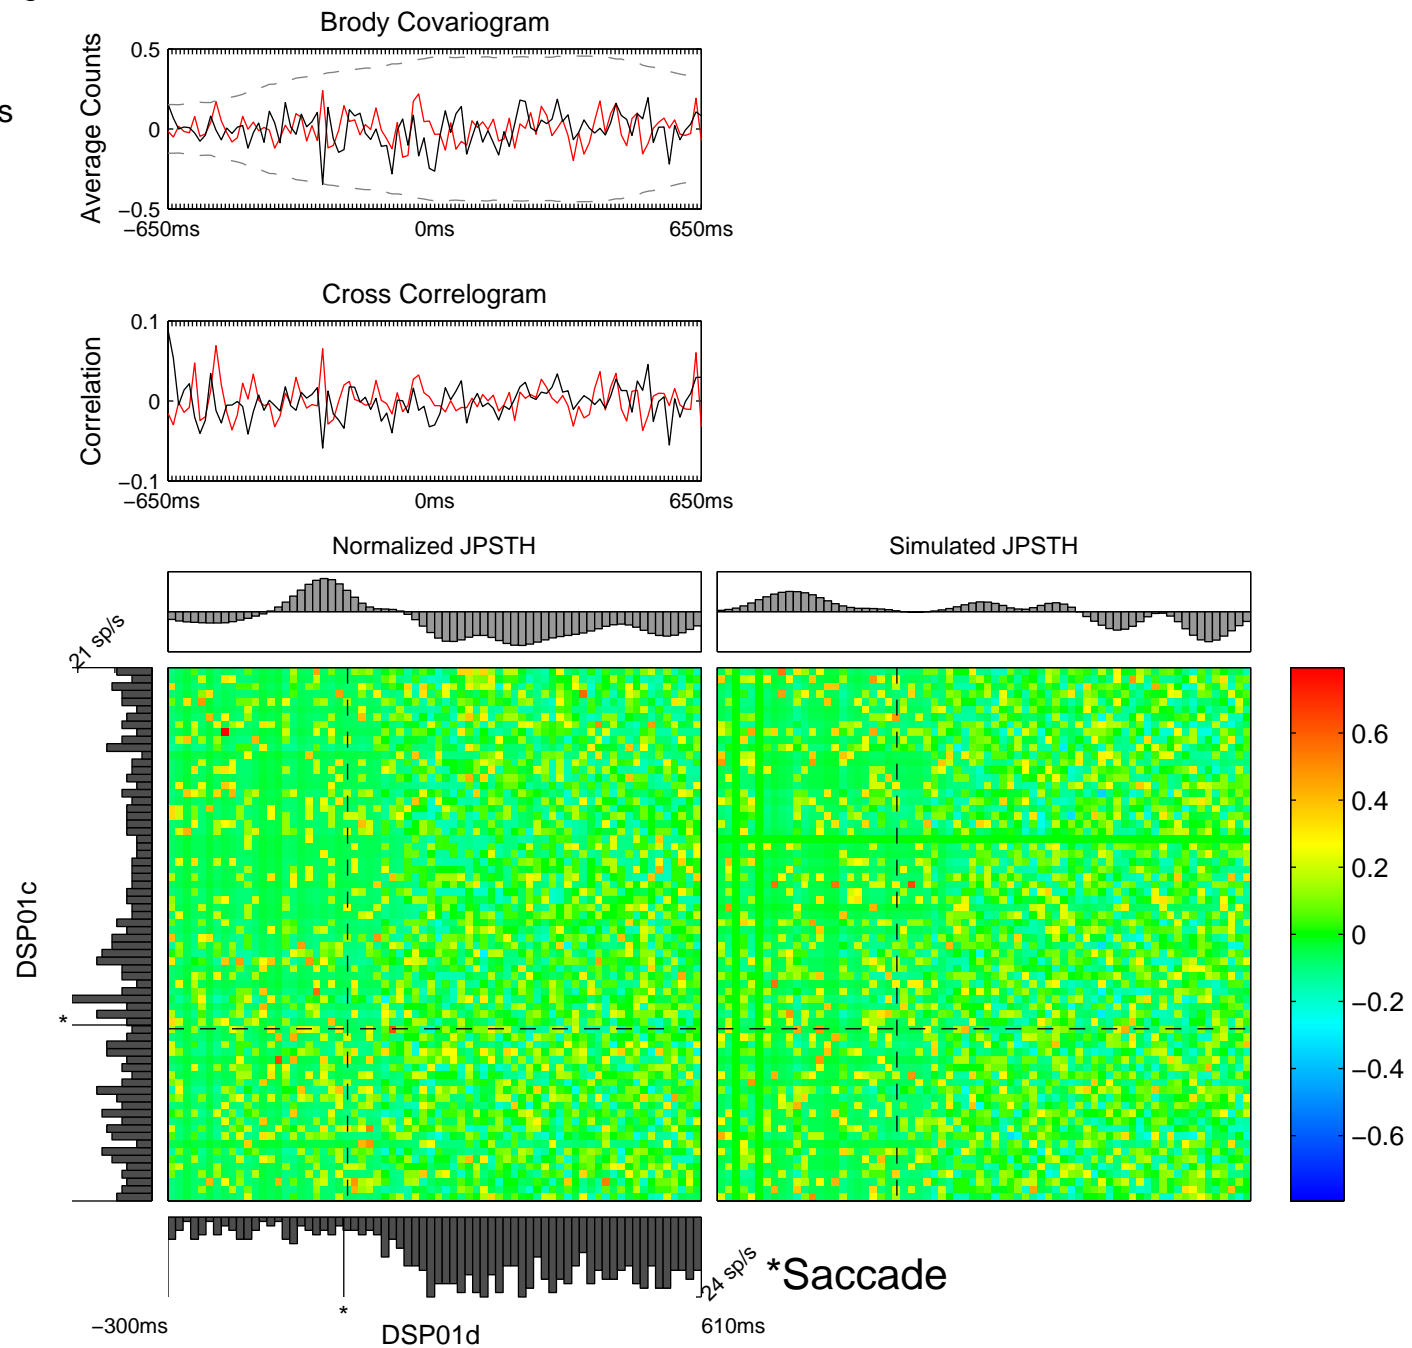 Brody Covariogram
Average Counts
0.5
0
−0.5
−650ms
0ms
650ms
s
Cross Correlogram
Correlation
0.1
0
−0.1
−650ms
0ms
650ms
Normalized JPSTH
Simulated JPSTH
21 sp/s
DSP01c
*
0.6
0.4
0.2
0
−0.2
−0.4
−0.6
24 sp/s
*Saccade
*
−300ms
DSP01d
610ms